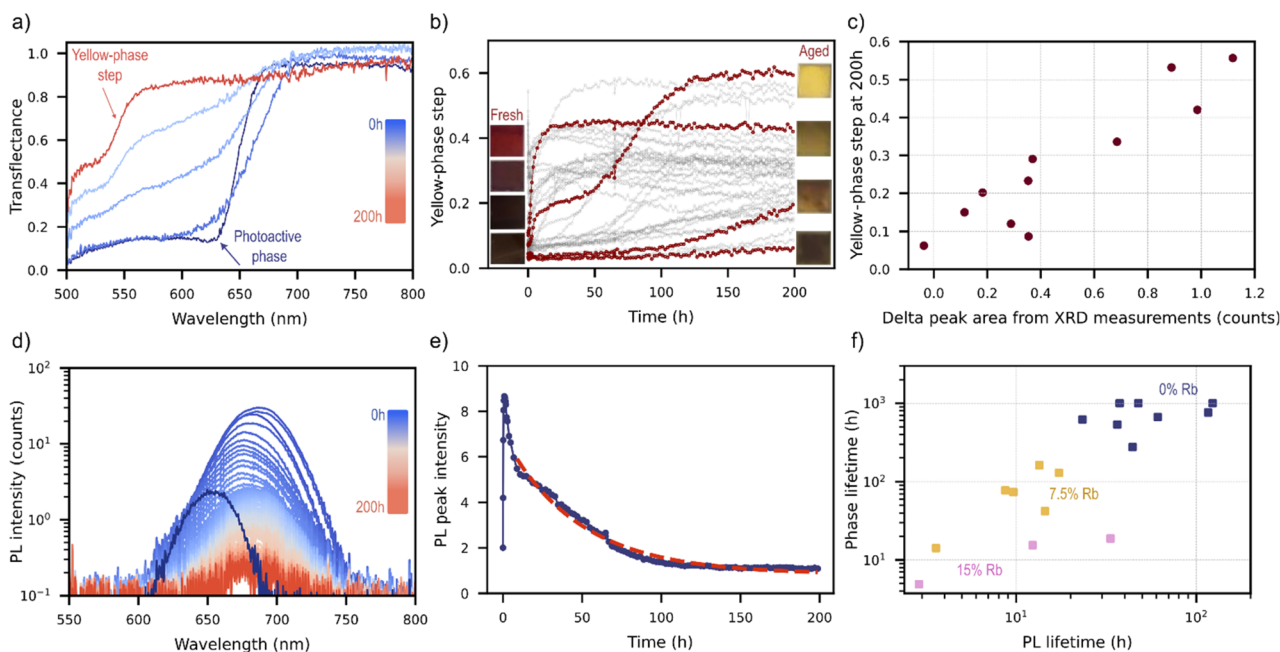 a)
Transflectance
1.0
0.8
0.6
0.4
0.2
0.0
Yellow-phase
step
0h
200h
Photoactive
phase
500 550 600 650 700 750 800
Wavelength (nm)
b)
Yellow-phase step
0.6
0.4
0.2
0.0
Fresh
Aged
0 50 100 150 200
Time (h)
c)
Yellow-phase step at 200h
0.6
0.5
0.4
0.3
0.2
0.1
0.0
0.0 0.2 0.4 0.6 0.8 1.0 1.2
Delta peak area from XRD measurements (counts)
d)
PL intensity (counts)
10²
10¹
10⁰
10⁻¹
0h
200h
550 600 650 700 750 800
Wavelength (nm)
e)
PL peak intensity
10
8
6
4
2
0
0 50 100 150 200
Time (h)
f)
Phase lifetime (h)
10³
10²
10¹
0% Rb
7.5% Rb
15% Rb
10¹ 10²
PL lifetime (h)